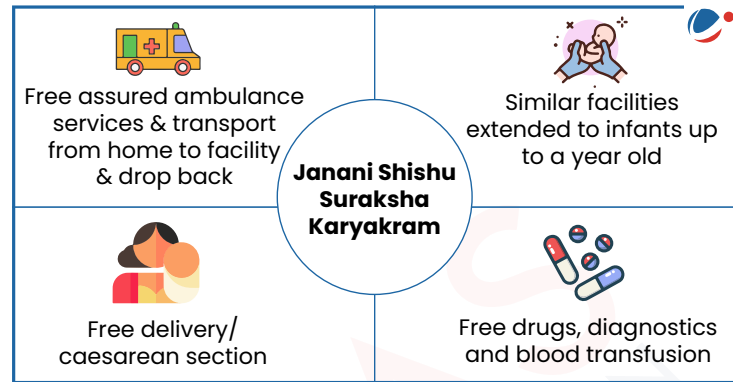 Free assured ambulance
services & transport
from home to facility
& drop back
Similar facilities
extended to infants up
to a year old
Janani Shishu
Suraksha
Karyakram
Free delivery/
caesarean section
Free drugs, diagnostics
and blood transfusion